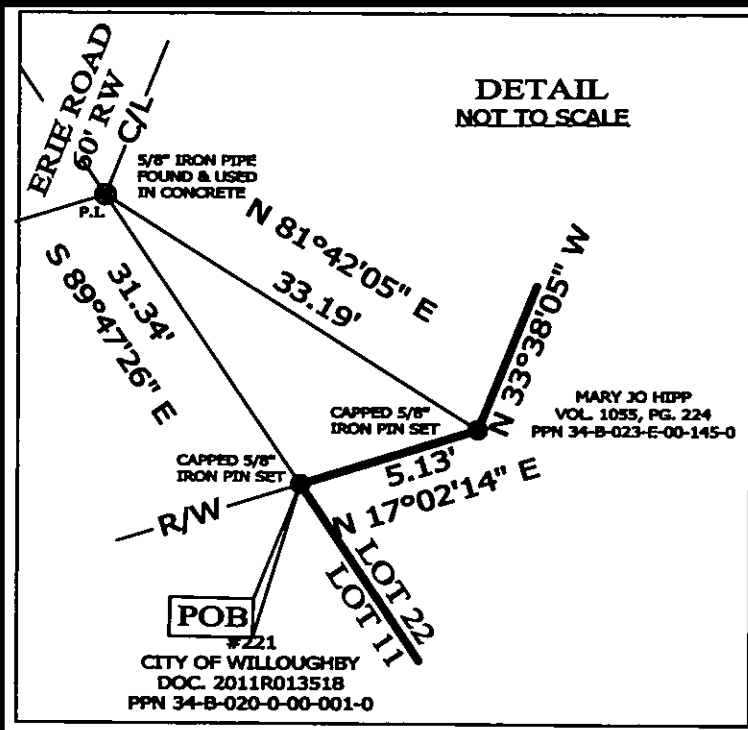 DETAIL
NOT TO SCALE
ERIE ROAD
60' RW
C/L
5/8" IRON PIPE
FOUND & USED
IN CONCRETE
P.I.
N 81°42'05" E
33.19'
31.34'
S 89°47'26" E
N 33°38'05" W
MARY JO HIPP
VOL. 1055, PG. 224
PPN 34-B-023-E-00-145-0
CAPPED 5/8"
IRON PIN SET
CAPPED 5/8"
IRON PIN SET
5.13'
N 17°02'14" E
R/W
LOT 22
LOT 11
POB
#221
CITY OF WILLOUGHBY
DOC. 2011R013518
PPN 34-B-020-0-00-001-0